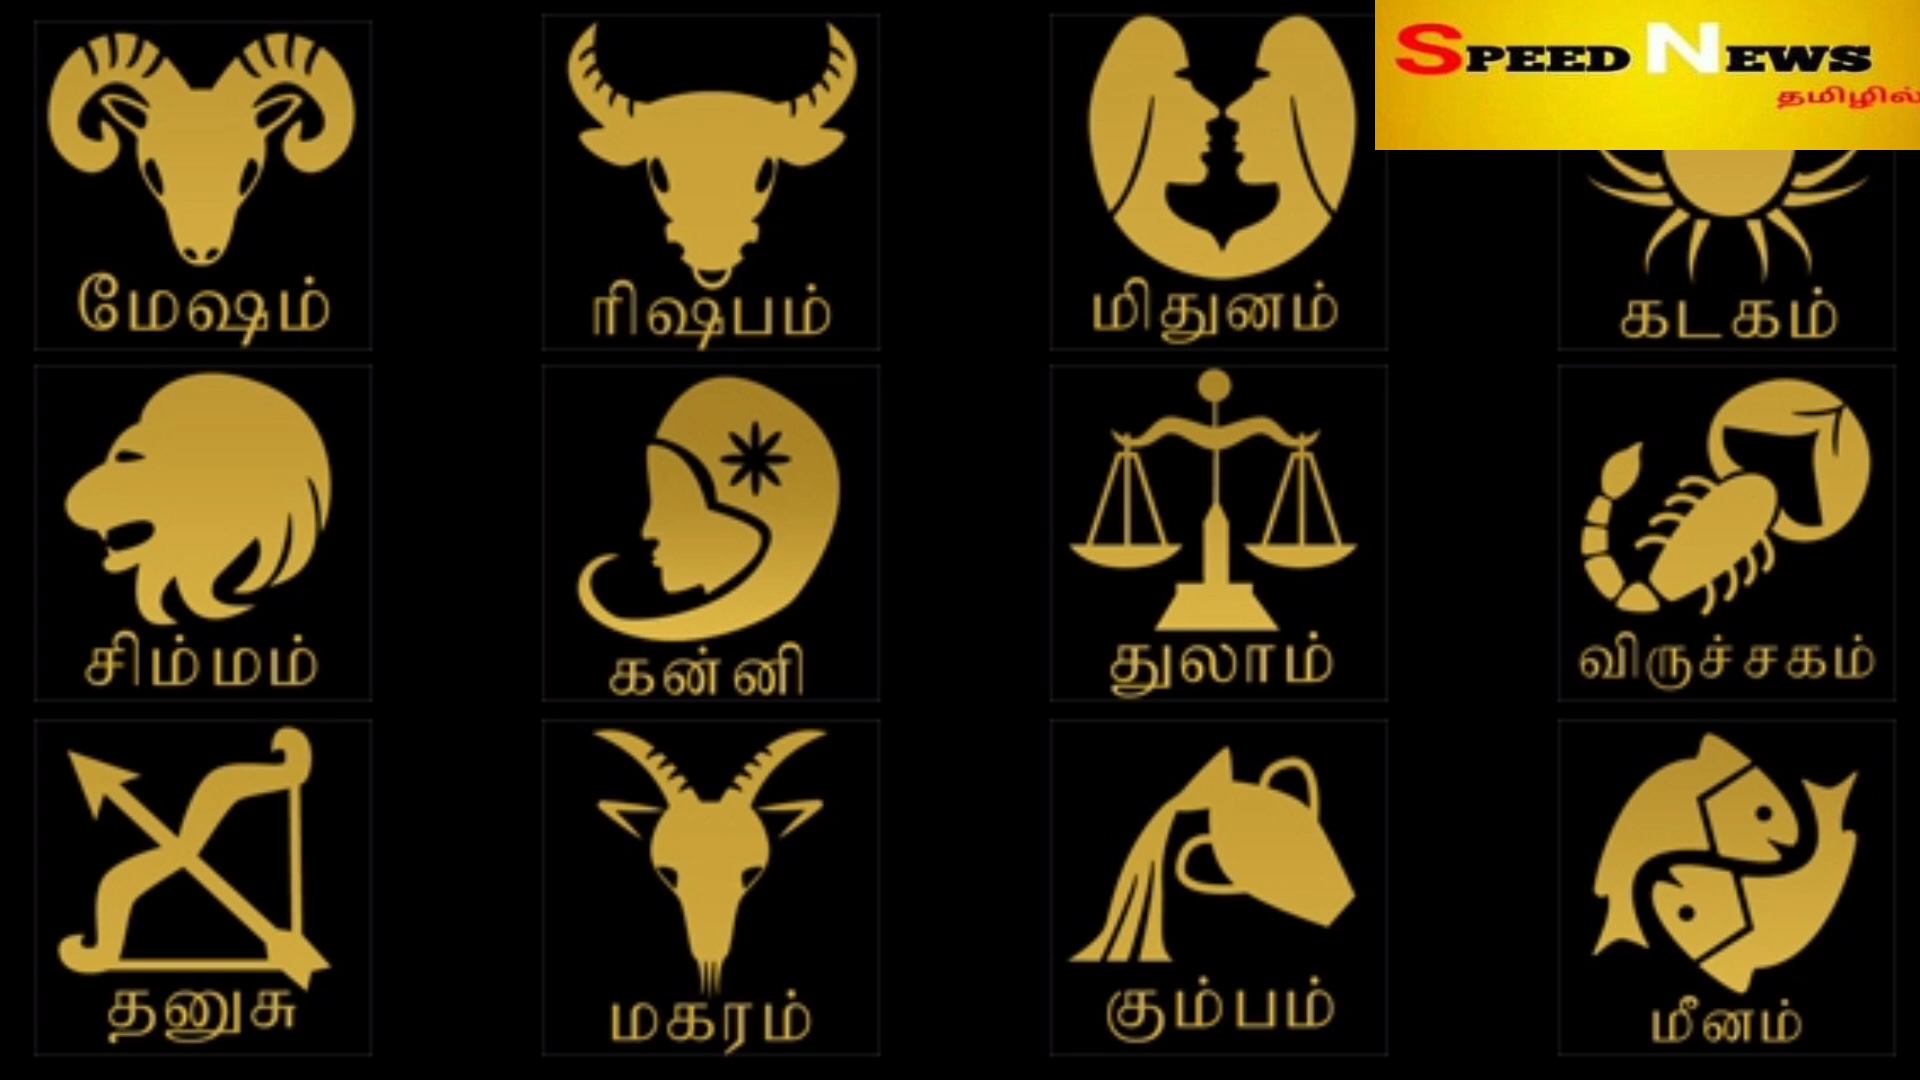 SPEED NEWS
தமிழில்
மேஷம்
ரிஷபம்
மிதுனம்
கடகம்
சிம்மம்
கன்னி
துலாம்
விருச்சகம்
தனுசு
மகரம்
கும்பம்
மீனம்